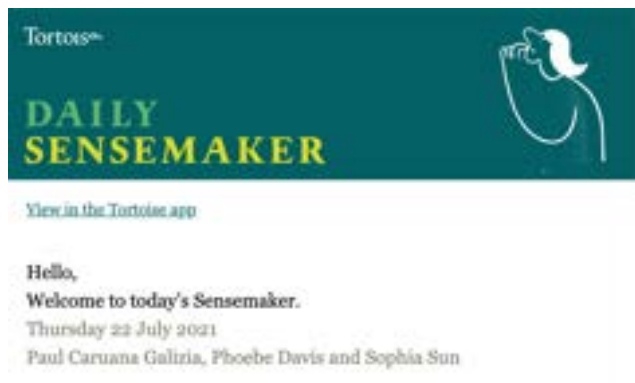 Tortoise
DAILY
SENSEMAKER
View in the Tortoise app
Hello,
Welcome to today's Sensemaker.
Thursday 22 July 2021
Paul Caruana Galizia, Phoebe Davis and Sophia Sun